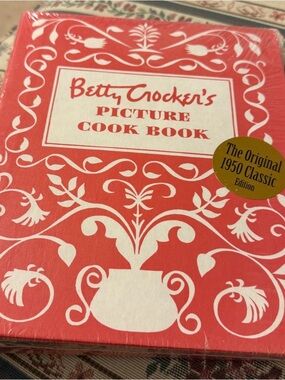 Betty Crocker's
PICTURE
COOK BOOK
The Original
1950 Classic
Edition